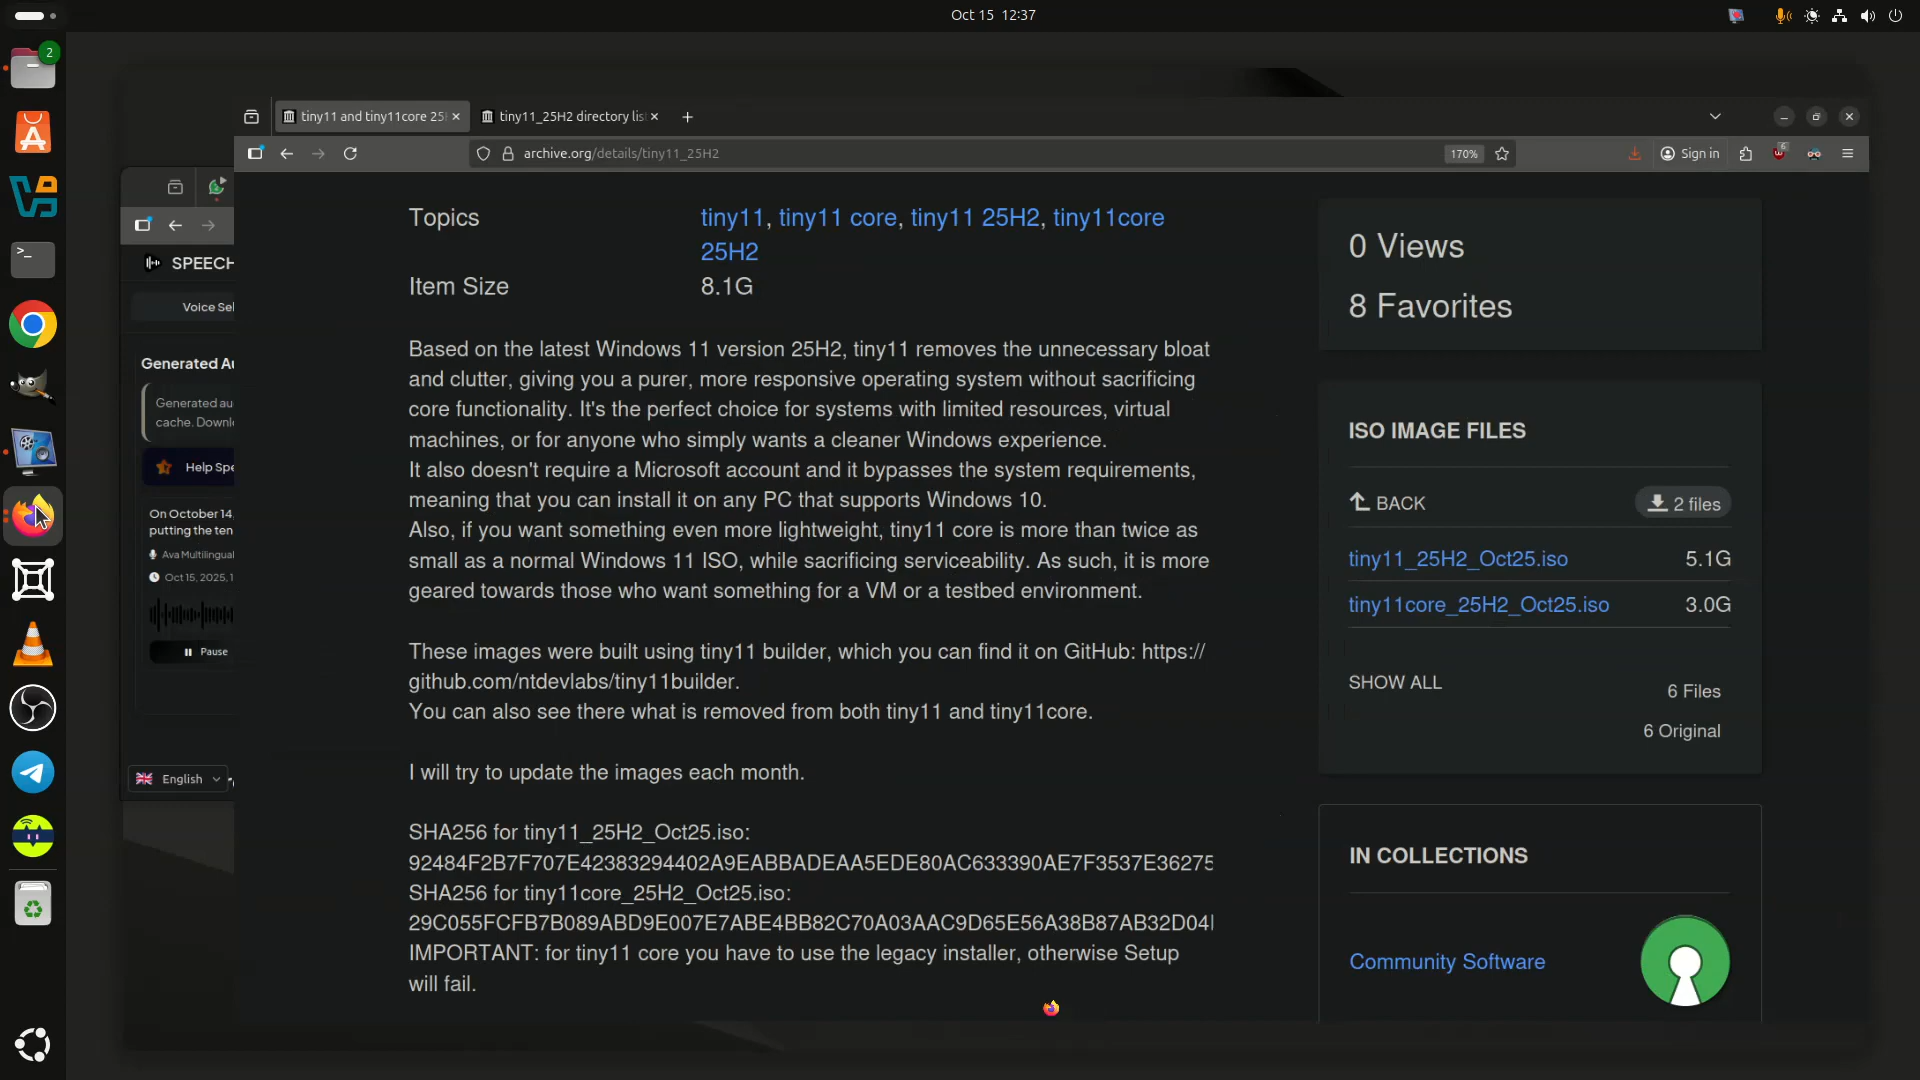 Oct 15 12:37
2
tiny11 and tiny11core 25
tiny11_25H2 directory list
archive.org/details/tiny11_25H2
170%
Sign in
6
SPEECH
Voice Sel
Generated Au
Generated au
cache. Downl
Help Spe
On October 14,
putting the ten
Ava Multilingual
Oct 15, 2025, 1
Pause
English
Topics
tiny11, tiny11 core, tiny11 25H2, tiny11core
25H2
Item Size
8.1G
Based on the latest Windows 11 version 25H2, tiny11 removes the unnecessary bloat
and clutter, giving you a purer, more responsive operating system without sacrificing
core functionality. It's the perfect choice for systems with limited resources, virtual
machines, or for anyone who simply wants a cleaner Windows experience.
It also doesn't require a Microsoft account and it bypasses the system requirements,
meaning that you can install it on any PC that supports Windows 10.
Also, if you want something even more lightweight, tiny11 core is more than twice as
small as a normal Windows 11 ISO, while sacrificing serviceability. As such, it is more
geared towards those who want something for a VM or a testbed environment.
These images were built using tiny11 builder, which you can find it on GitHub: https://
github.com/ntdevlabs/tiny11builder.
You can also see there what is removed from both tiny11 and tiny11core.
I will try to update the images each month.
SHA256 for tiny11_25H2_Oct25.iso:
92484F2B7F707E42383294402A9EABBADEAA5EDE80AC633390AE7F3537E36275
SHA256 for tiny11core_25H2_Oct25.iso:
29C055FCFB7B089ABD9E007E7ABE4BB82C70A03AAC9D65E56A38B87AB32D04
IMPORTANT: for tiny11 core you have to use the legacy installer, otherwise Setup
will fail.
0 Views
8 Favorites
ISO IMAGE FILES
BACK
2 files
tiny11_25H2_Oct25.iso 5.1G
tiny11core_25H2_Oct25.iso 3.0G
SHOW ALL
6 Files
6 Original
IN COLLECTIONS
Community Software